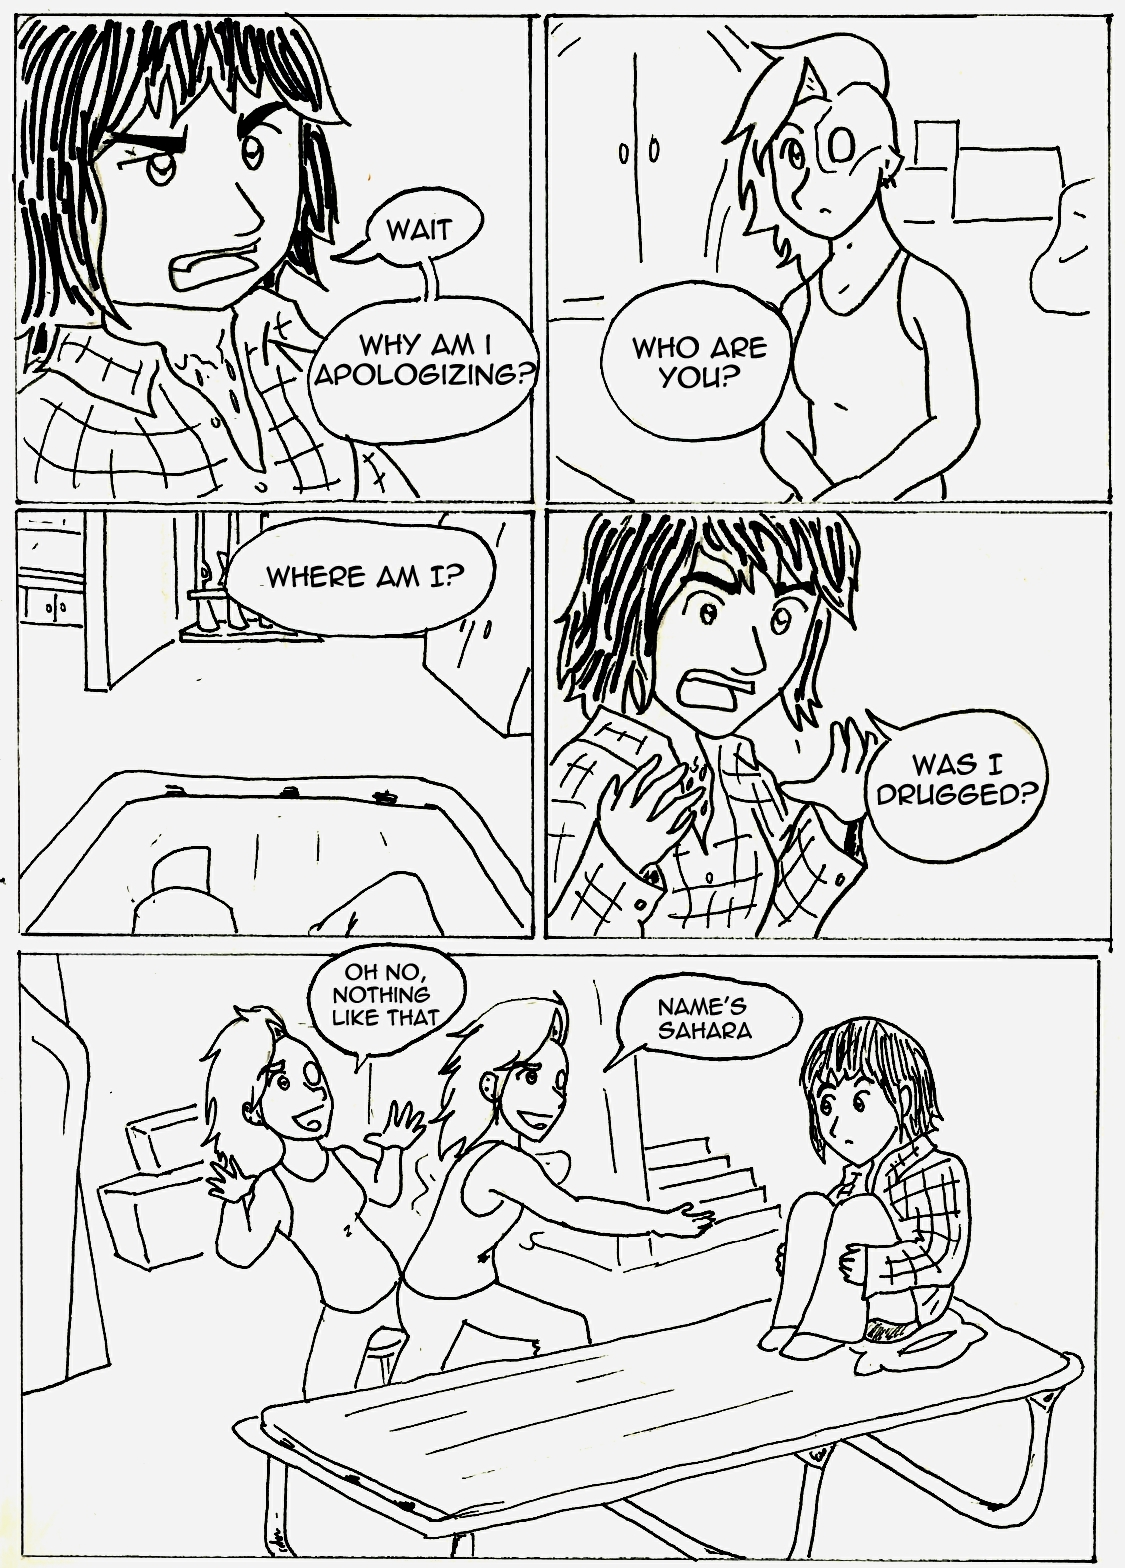 WAIT
WHY AM I
APOLOGIZING?
WHO ARE
YOU?
WHERE AM I?
WAS I
DRUGGED?
OH NO,
NOTHING
LIKE THAT
NAME'S
SAHARA